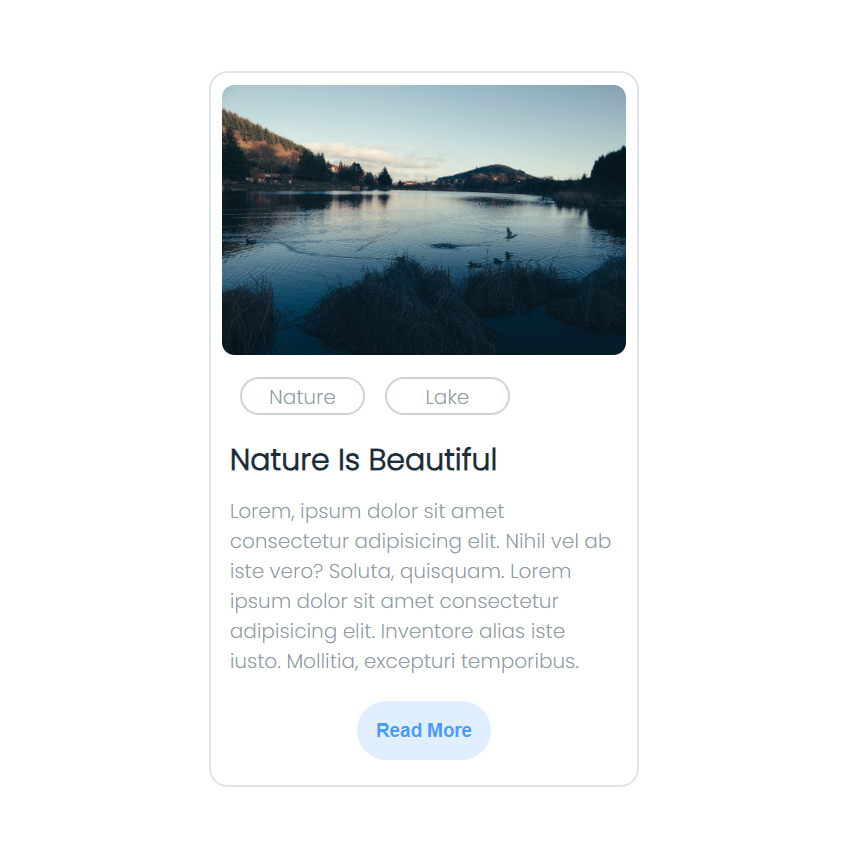 Nature
Lake
Nature Is Beautiful
Lorem, ipsum dolor sit amet
consectetur adipisicing elit. Nihil vel ab
iste vero? Soluta, quisquam. Lorem
ipsum dolor sit amet consectetur
adipisicing elit. Inventore alias iste
iusto. Mollitia, excepturi temporibus.
Read More